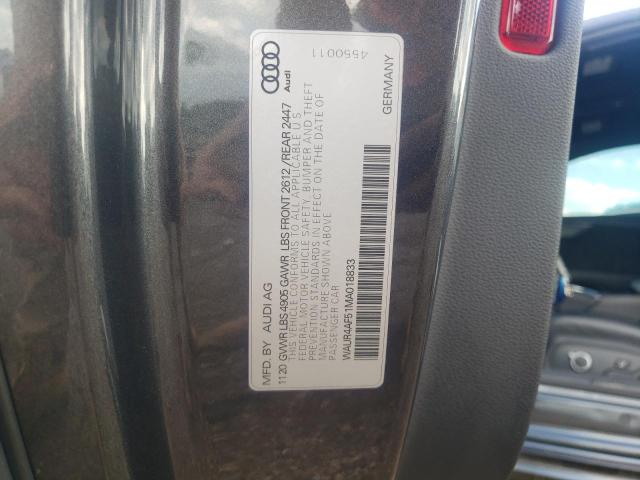 MFD. BY AUDI AG
11 20 GVWR LBS 4905 GAWR LBS FRONT 2612 / REAR 2447
THIS VEHICLE CONFORMS TO ALL APPLICABLE U S
FEDERAL MOTOR VEHICLE SAFETY, BUMPER AND THEFT
PREVENTION STANDARDS IN EFFECT ON THE DATE OF
MANUFACTURE SHOWN ABOVE
PASSENGER CAR
WAUR4AF51MA018833
GERMANY
Audi
4550011